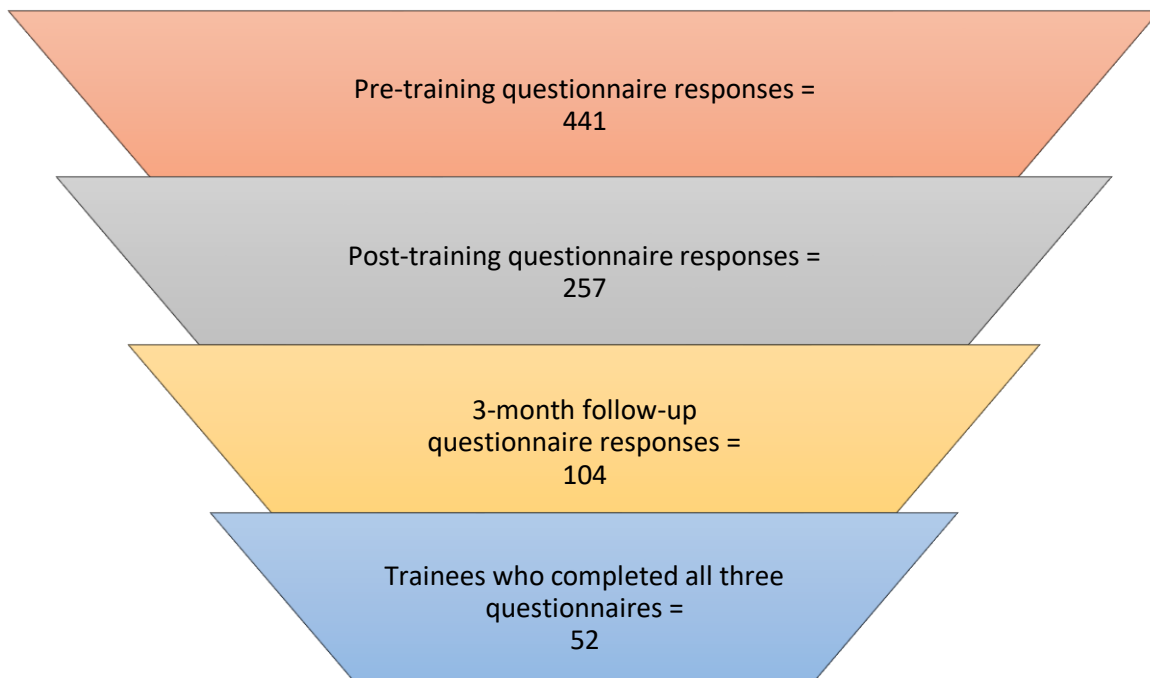 Pre-training questionnaire responses =
441
Post-training questionnaire responses =
257
3-month follow-up
questionnaire responses =
104
Trainees who completed all three
questionnaires =
52